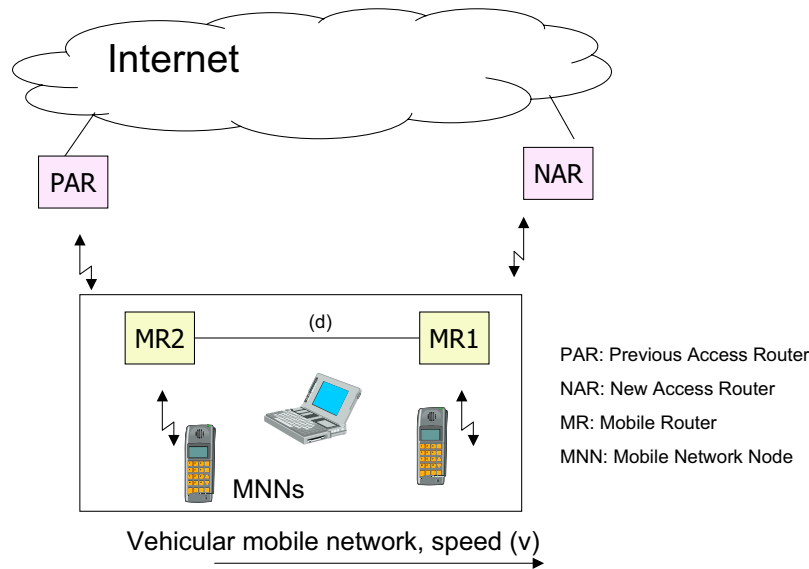 Internet
PAR
NAR
MR2
(d)
MR1
MNNs
PAR: Previous Access Router
NAR: New Access Router
MR: Mobile Router
MNN: Mobile Network Node
Vehicular mobile network, speed (v)